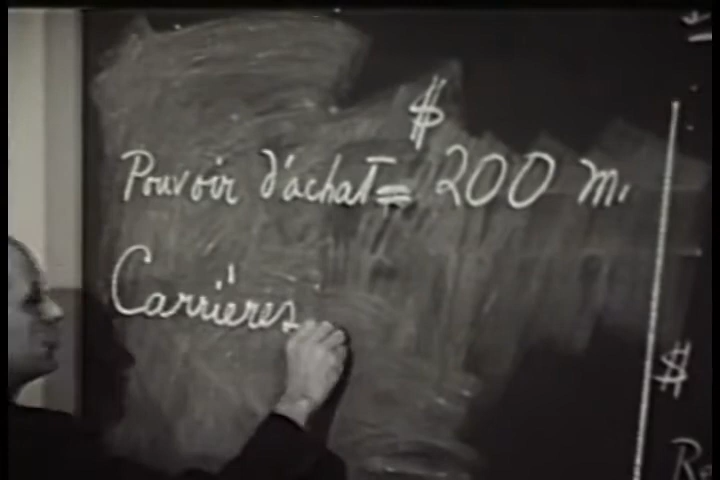 $
Pouvoir d'achat = 200 m.
Carrières
$
R